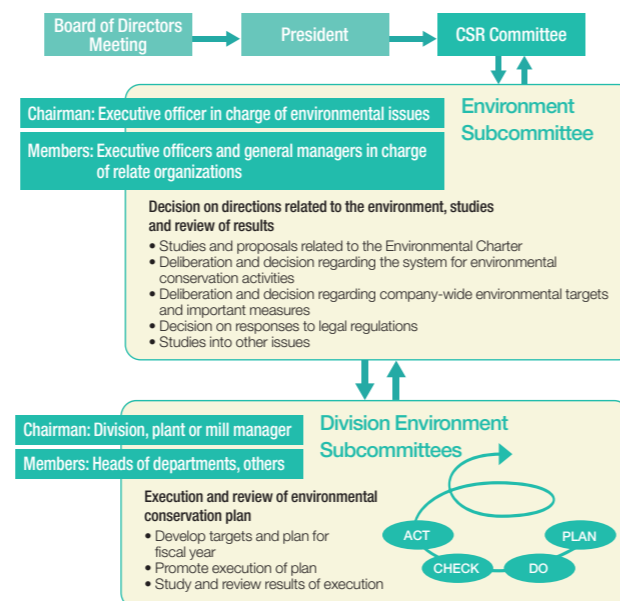 Board of Directors
Meeting
President
CSR Committee
Chairman: Executive officer in charge of environmental issues
Members: Executive officers and general managers in charge
of relate organizations
Environment
Subcommittee
Decision on directions related to the environment, studies
and review of results
• Studies and proposals related to the Environmental Charter
• Deliberation and decision regarding the system for environmental
conservation activities
• Deliberation and decision regarding company-wide environmental targets
and important measures
• Decision on responses to legal regulations
• Studies into other issues
Chairman: Division, plant or mill manager
Members: Heads of departments, others
Division Environment
Subcommittees
Execution and review of environmental
conservation plan
• Develop targets and plan for
fiscal year
• Promote execution of plan
• Study and review results of execution
ACT
CHECK
DO
PLAN